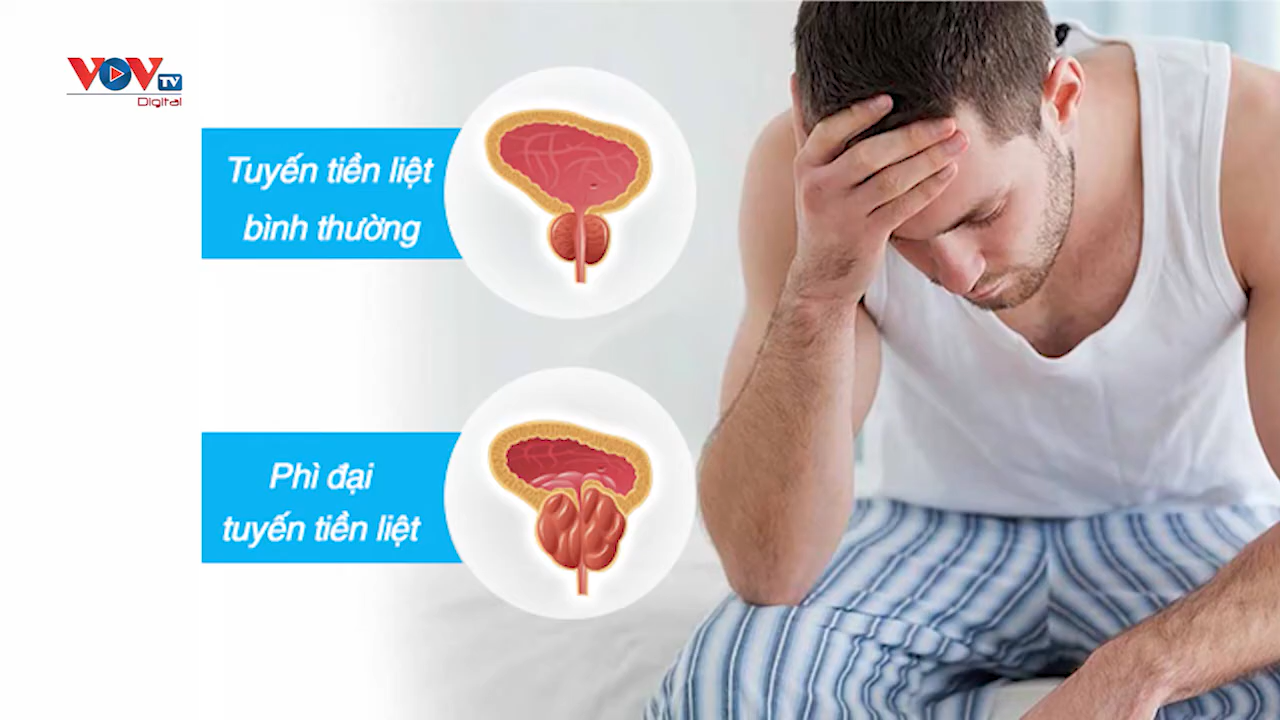 VOV TV
Digital
Tuyến tiền liệt
bình thường
Phì đại
tuyến tiền liệt